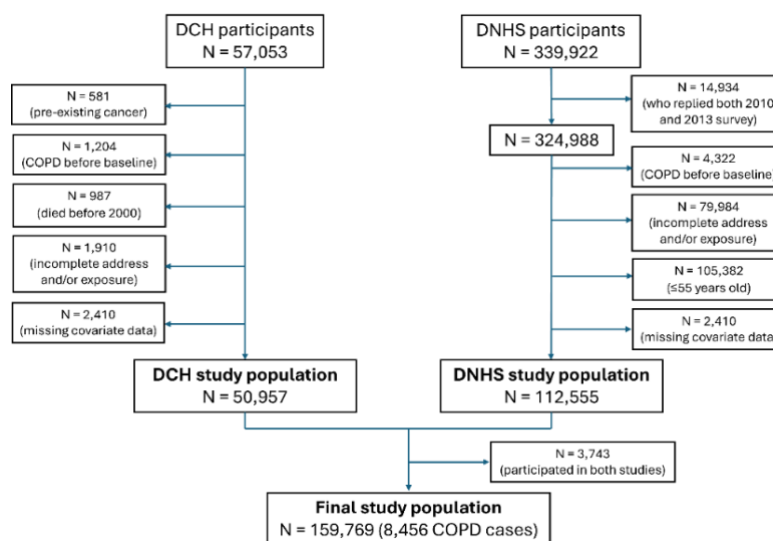 DCH participants
N = 57,053
DNHS participants
N = 339,922
N = 581
(pre-existing cancer)
N = 14,934
(who replied both 2010
and 2013 survey)
N = 324,988
N = 1,204
(COPD before baseline)
N = 4,322
(COPD before baseline)
N = 987
(died before 2000)
N = 79,984
(incomplete address
and/or exposure)
N = 1,910
(incomplete address
and/or exposure)
N = 105,382
(≤55 years old)
N = 2,410
(missing covariate data)
N = 2,410
(missing covariate data)
DCH study population
N = 50,957
DNHS study population
N = 112,555
N = 3,743
(participated in both studies)
Final study population
N = 159,769 (8,456 COPD cases)